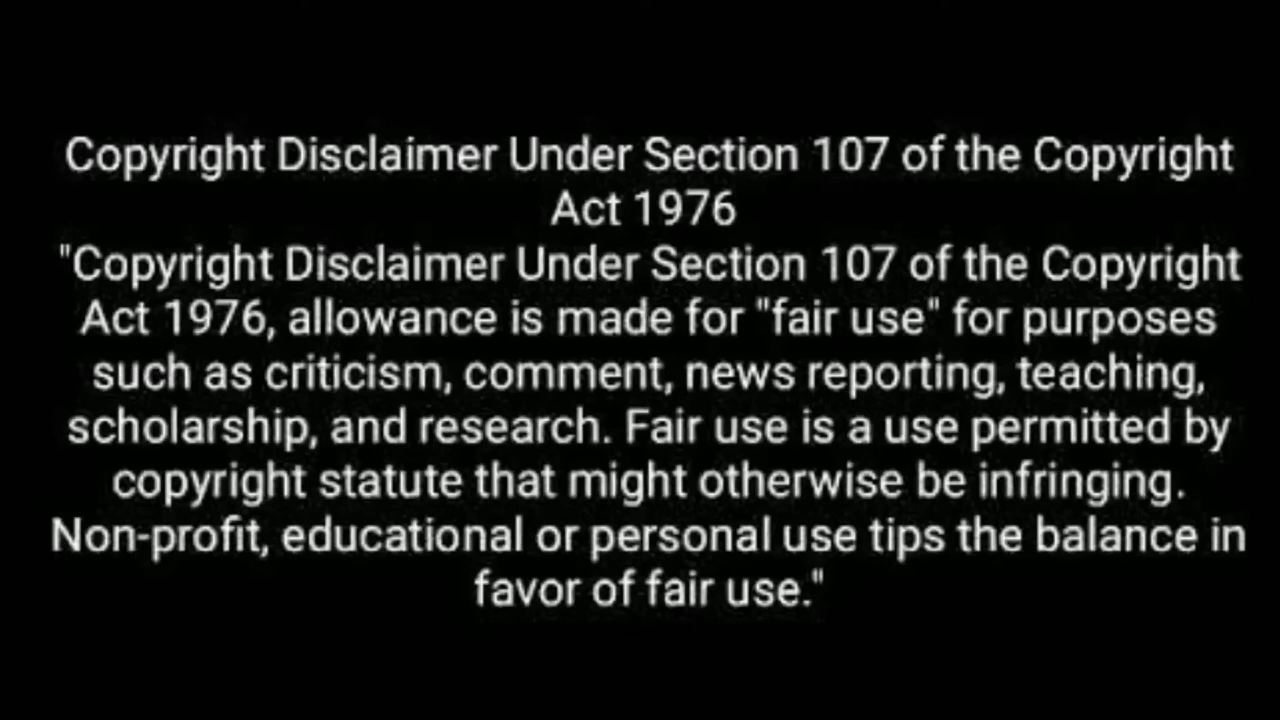 Copyright Disclaimer Under Section 107 of the Copyright
Act 1976
"Copyright Disclaimer Under Section 107 of the Copyright
Act 1976, allowance is made for "fair use" for purposes
such as criticism, comment, news reporting, teaching,
scholarship, and research. Fair use is a use permitted by
copyright statute that might otherwise be infringing.
Non-profit, educational or personal use tips the balance in
favor of fair use."